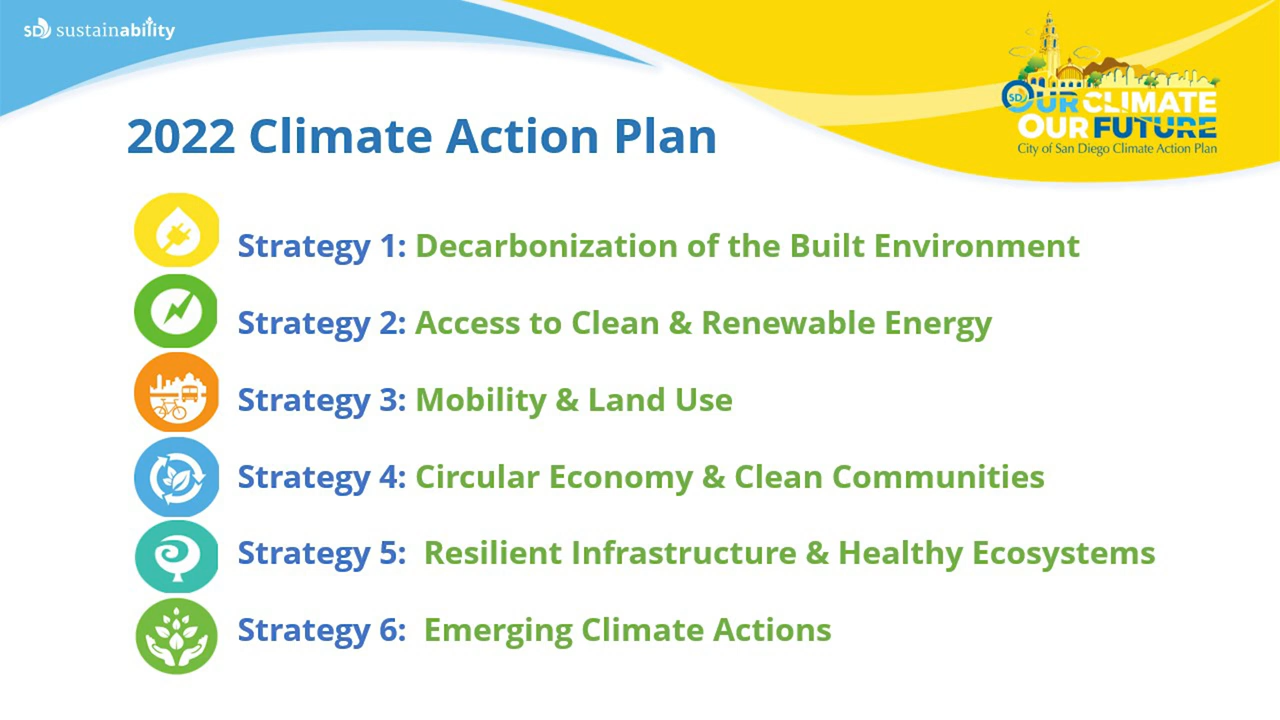 SD sustainability
OUR CLIMATE
OUR FUTURE
City of San Diego Climate Action Plan
2022 Climate Action Plan
Strategy 1: Decarbonization of the Built Environment
Strategy 2: Access to Clean & Renewable Energy
Strategy 3: Mobility & Land Use
Strategy 4: Circular Economy & Clean Communities
Strategy 5: Resilient Infrastructure & Healthy Ecosystems
Strategy 6: Emerging Climate Actions